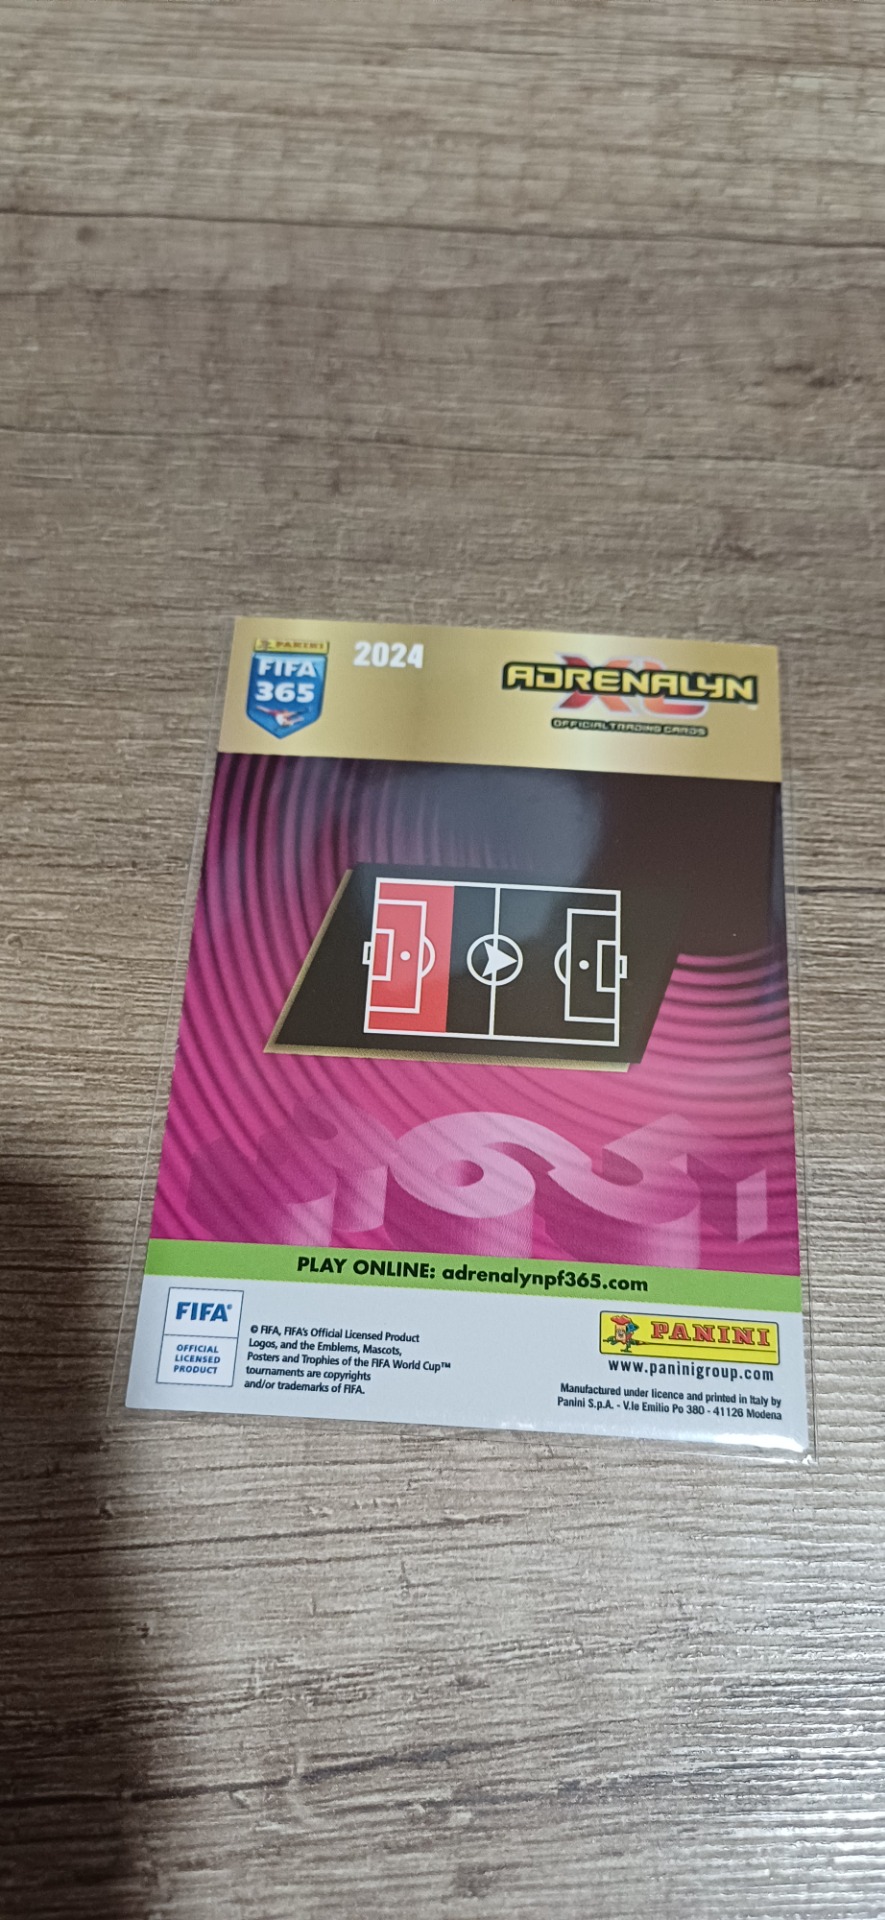 PANINI
FIFA
365
2024
ADRENALYN
XL
OFFICIAL TRADING CARDS
365
PLAY ONLINE: adrenalynpf365.com
FIFA®
OFFICIAL
LICENSED
PRODUCT
© FIFA, FIFA's Official Licensed Product
Logos, and the Emblems, Mascots,
Posters and Trophies of the FIFA World Cup™
tournaments are copyrights
and/or trademarks of FIFA.
PANINI
www.paninigroup.com
Manufactured under licence and printed in Italy by
Panini S.p.A. - V.le Emilio Po 380 - 41126 Modena